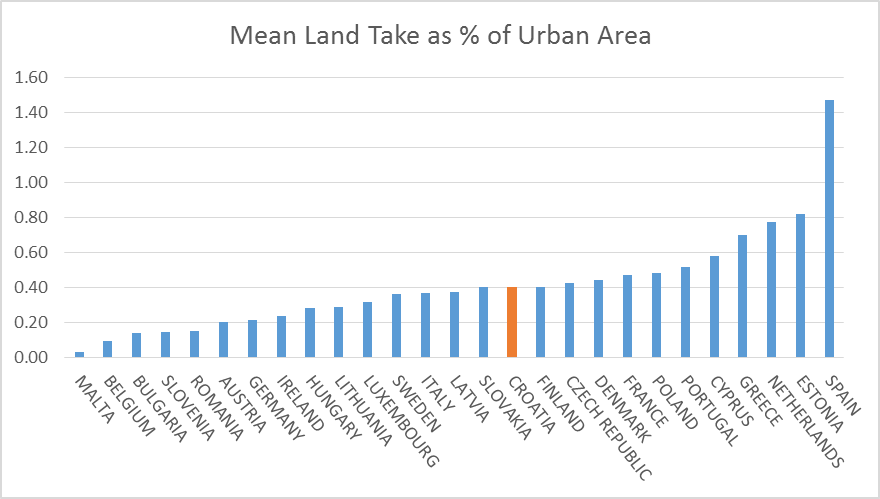 Mean Land Take as % of Urban Area
1.60
1.40
1.20
1.00
0.80
0.60
0.40
0.20
0.00
MALTA
BELGIUM
BULGARIA
SLOVENIA
ROMANIA
AUSTRIA
GERMANY
IRELAND
HUNGARY
LITHUANIA
LUXEMBOURG
SWEDEN
ITALY
LATVIA
SLOVAKIA
CROATIA
FINLAND
CZECH REPUBLIC
DENMARK
FRANCE
POLAND
PORTUGAL
CYPRUS
GREECE
NETHERLANDS
ESTONIA
SPAIN